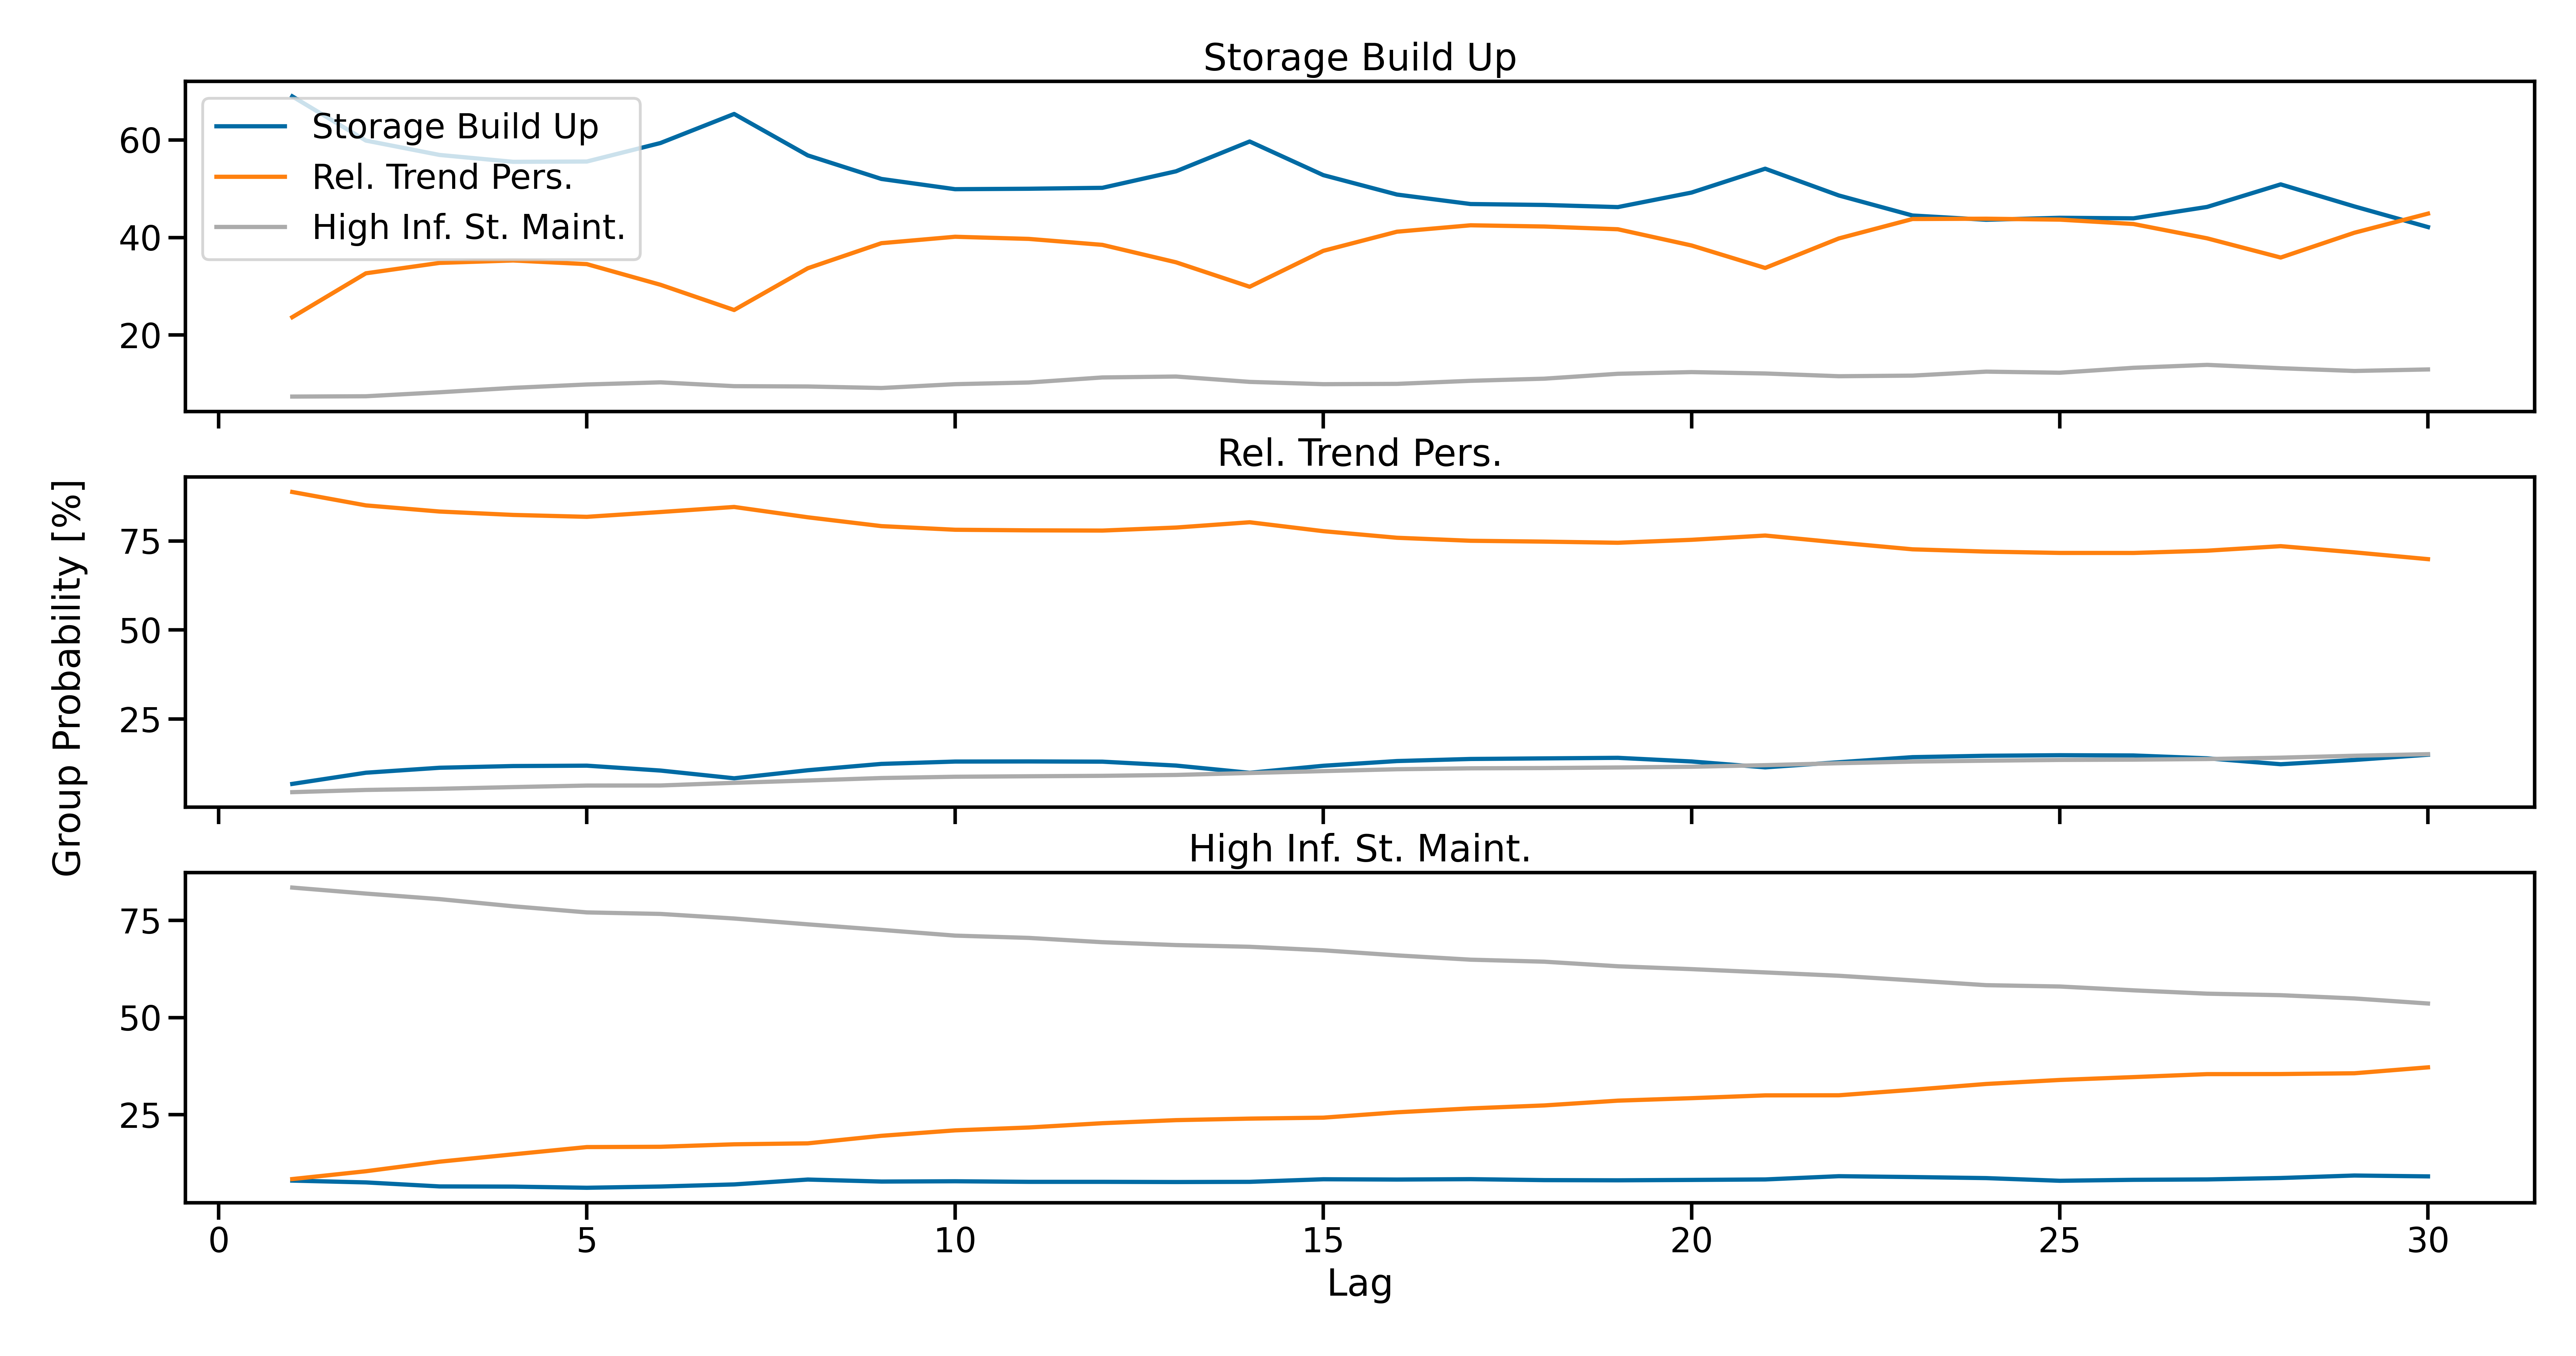 Storage Build Up
60
40
20
Storage Build Up
Rel. Trend Pers.
High Inf. St. Maint.
Rel. Trend Pers.
Group Probability [%]
75
50
25
High Inf. St. Maint.
75
50
25
0 5 10 15 20 25 30
Lag